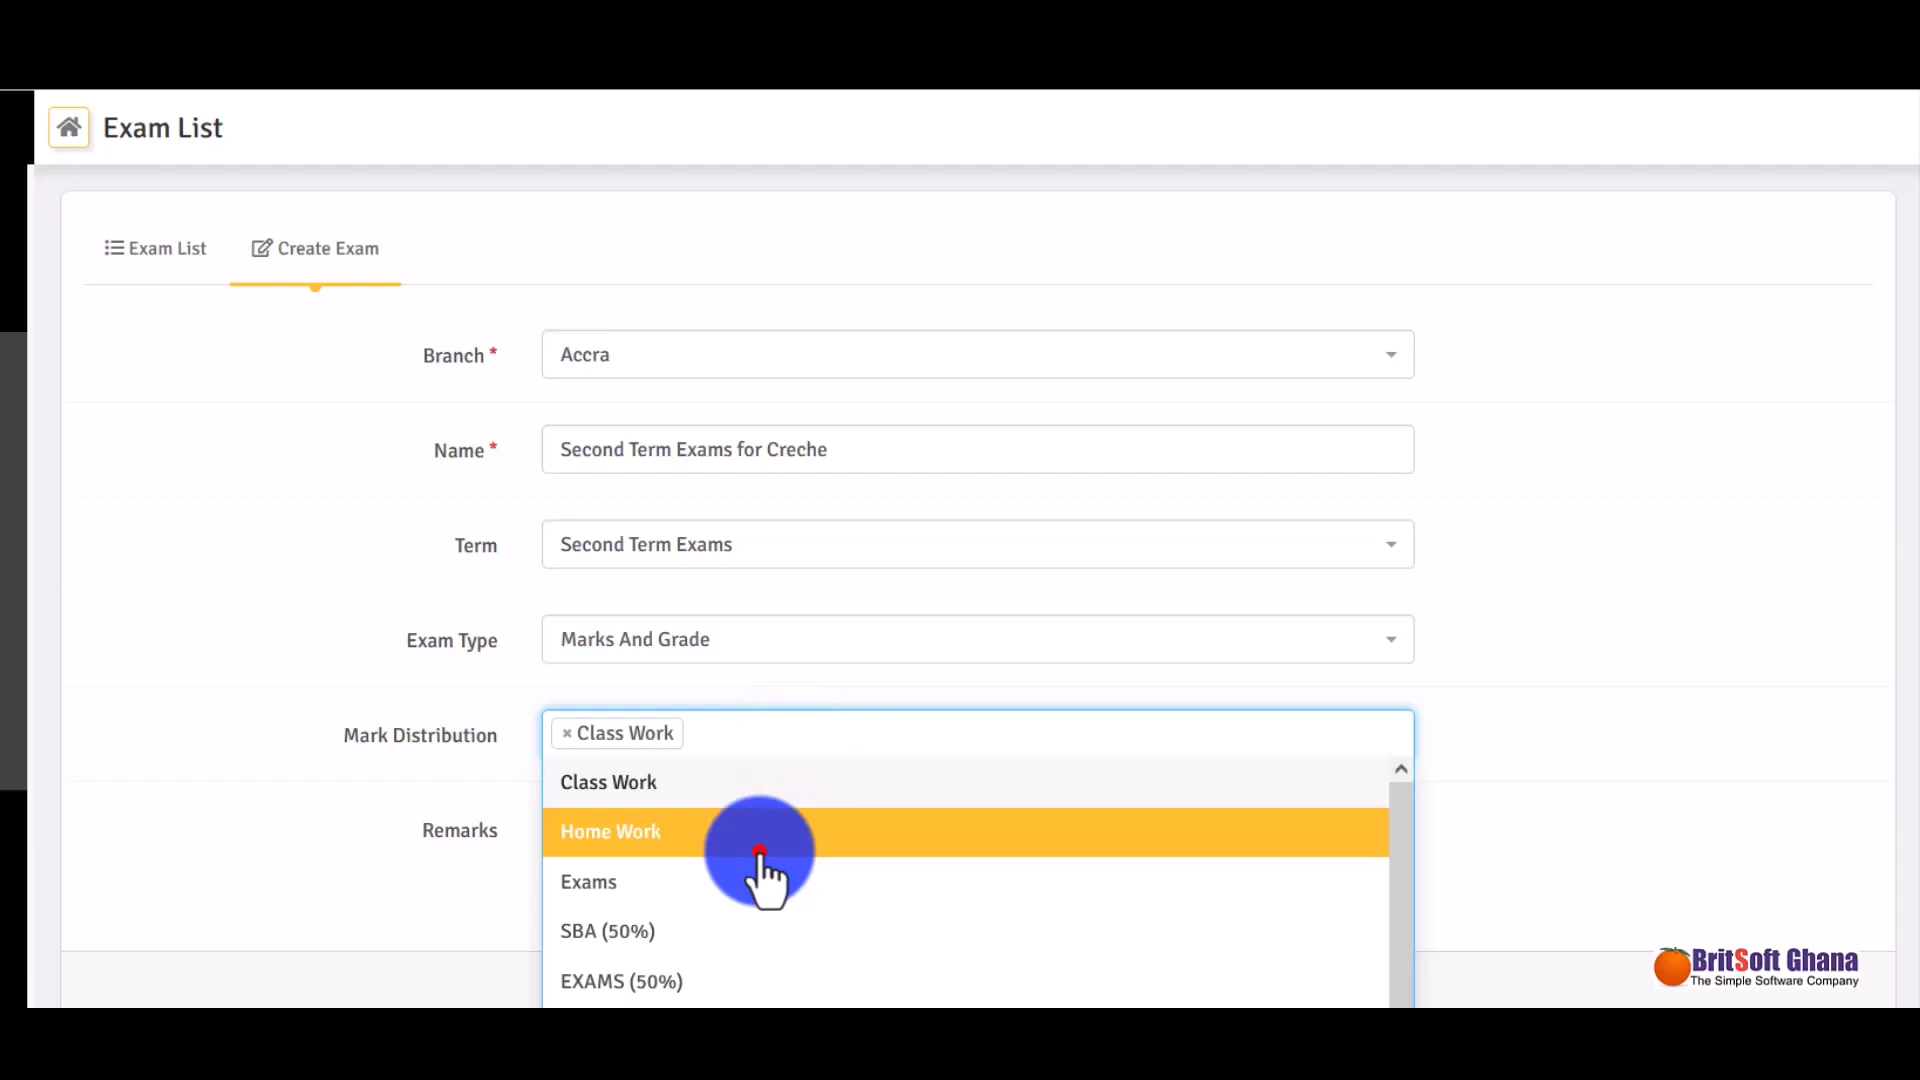 Exam List
Exam List
Create Exam
Branch *
Accra
Name *
Second Term Exams for Creche
Term
Second Term Exams
Exam Type
Marks And Grade
Mark Distribution
× Class Work
Class Work
Home Work
Remarks
Exams
SBA (50%)
EXAMS (50%)
BritSoft Ghana
The Simple Software Company